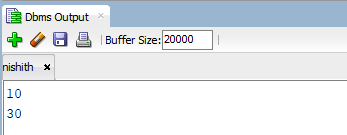 Dbms Output
Buffer Size: 20000
nishith
10
30